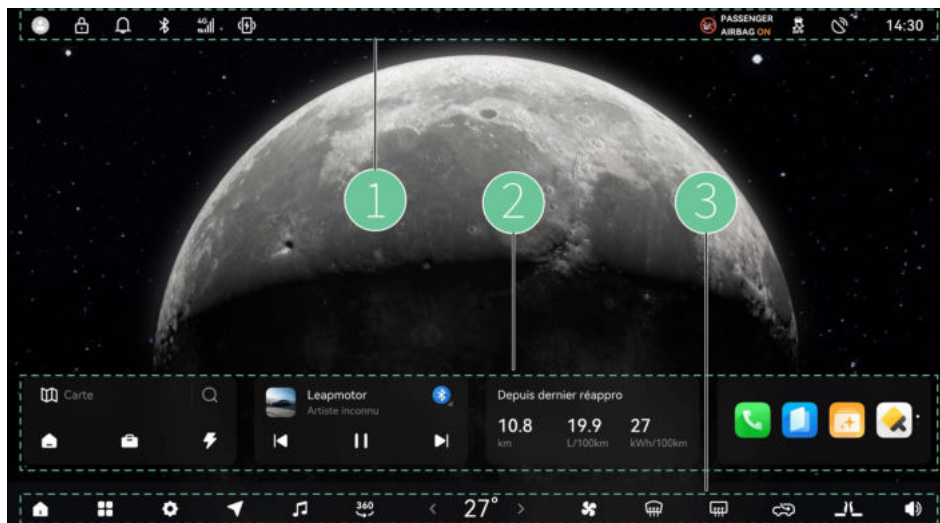 4G
PASSENGER
AIRBAG ON
14:30
1
2
3
Carte
Leapmotor
Artiste inconnu
Depuis dernier réappro
10.8 19.9 27
km L/100km kWh/100km
360
27°